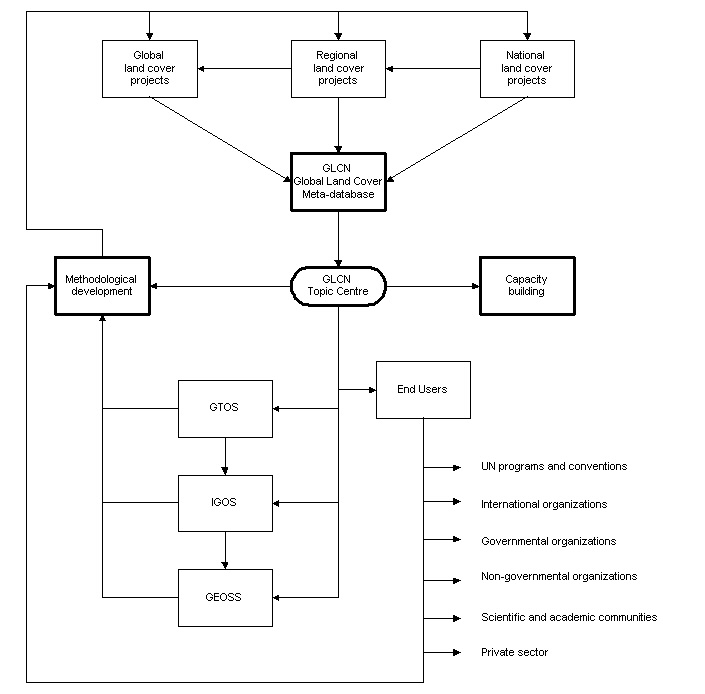 Global
land cover
projects
Regional
land cover
projects
National
land cover
projects
GLCN
Global Land Cover
Meta-database
Methodological
development
GLCN
Topic Centre
Capacity
building
End Users
GTOS
IGOS
GEOSS
UN programs and conventions
International organizations
Governmental organizations
Non-governmental organizations
Scientific and academic communities
Private sector